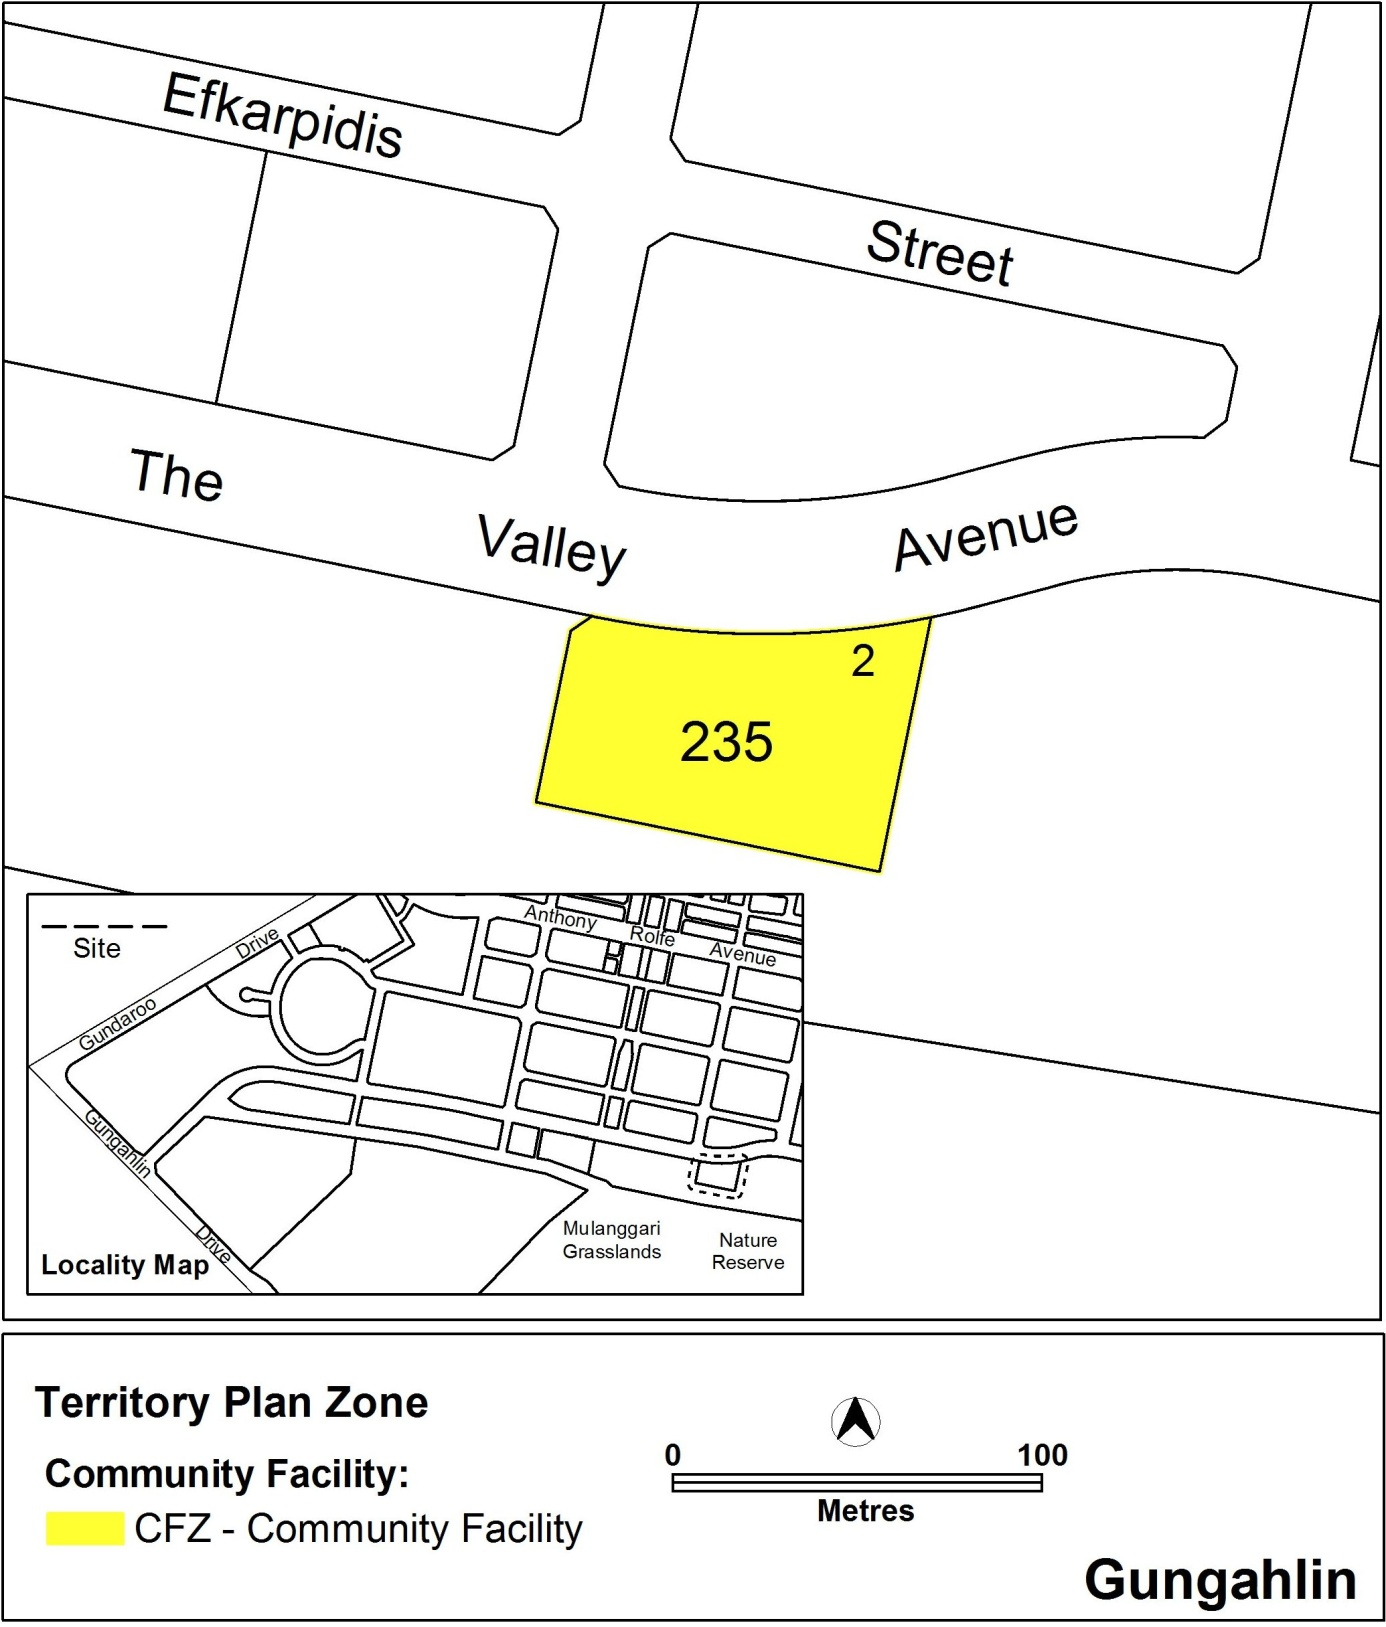 Efkarpidis
Street
The
Valley
Avenue
2
235
Site
Anthony
Rolfe
Avenue
Drive
Gundaroo
Gungahlin
Drive
Mulanggari
Grasslands
Nature
Reserve
Locality Map
Territory Plan Zone
Community Facility:
CFZ - Community Facility
0
100
Metres
Gungahlin